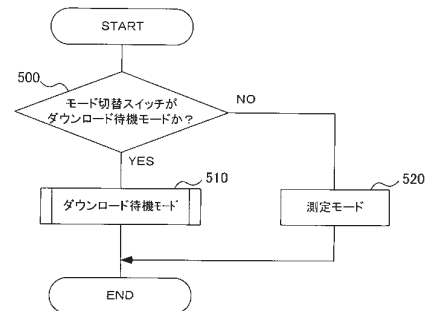 START
500
モード切替スイッチが
ダウンロード待機モードか？
NO
YES
510
ダウンロード待機モード
520
測定モード
END